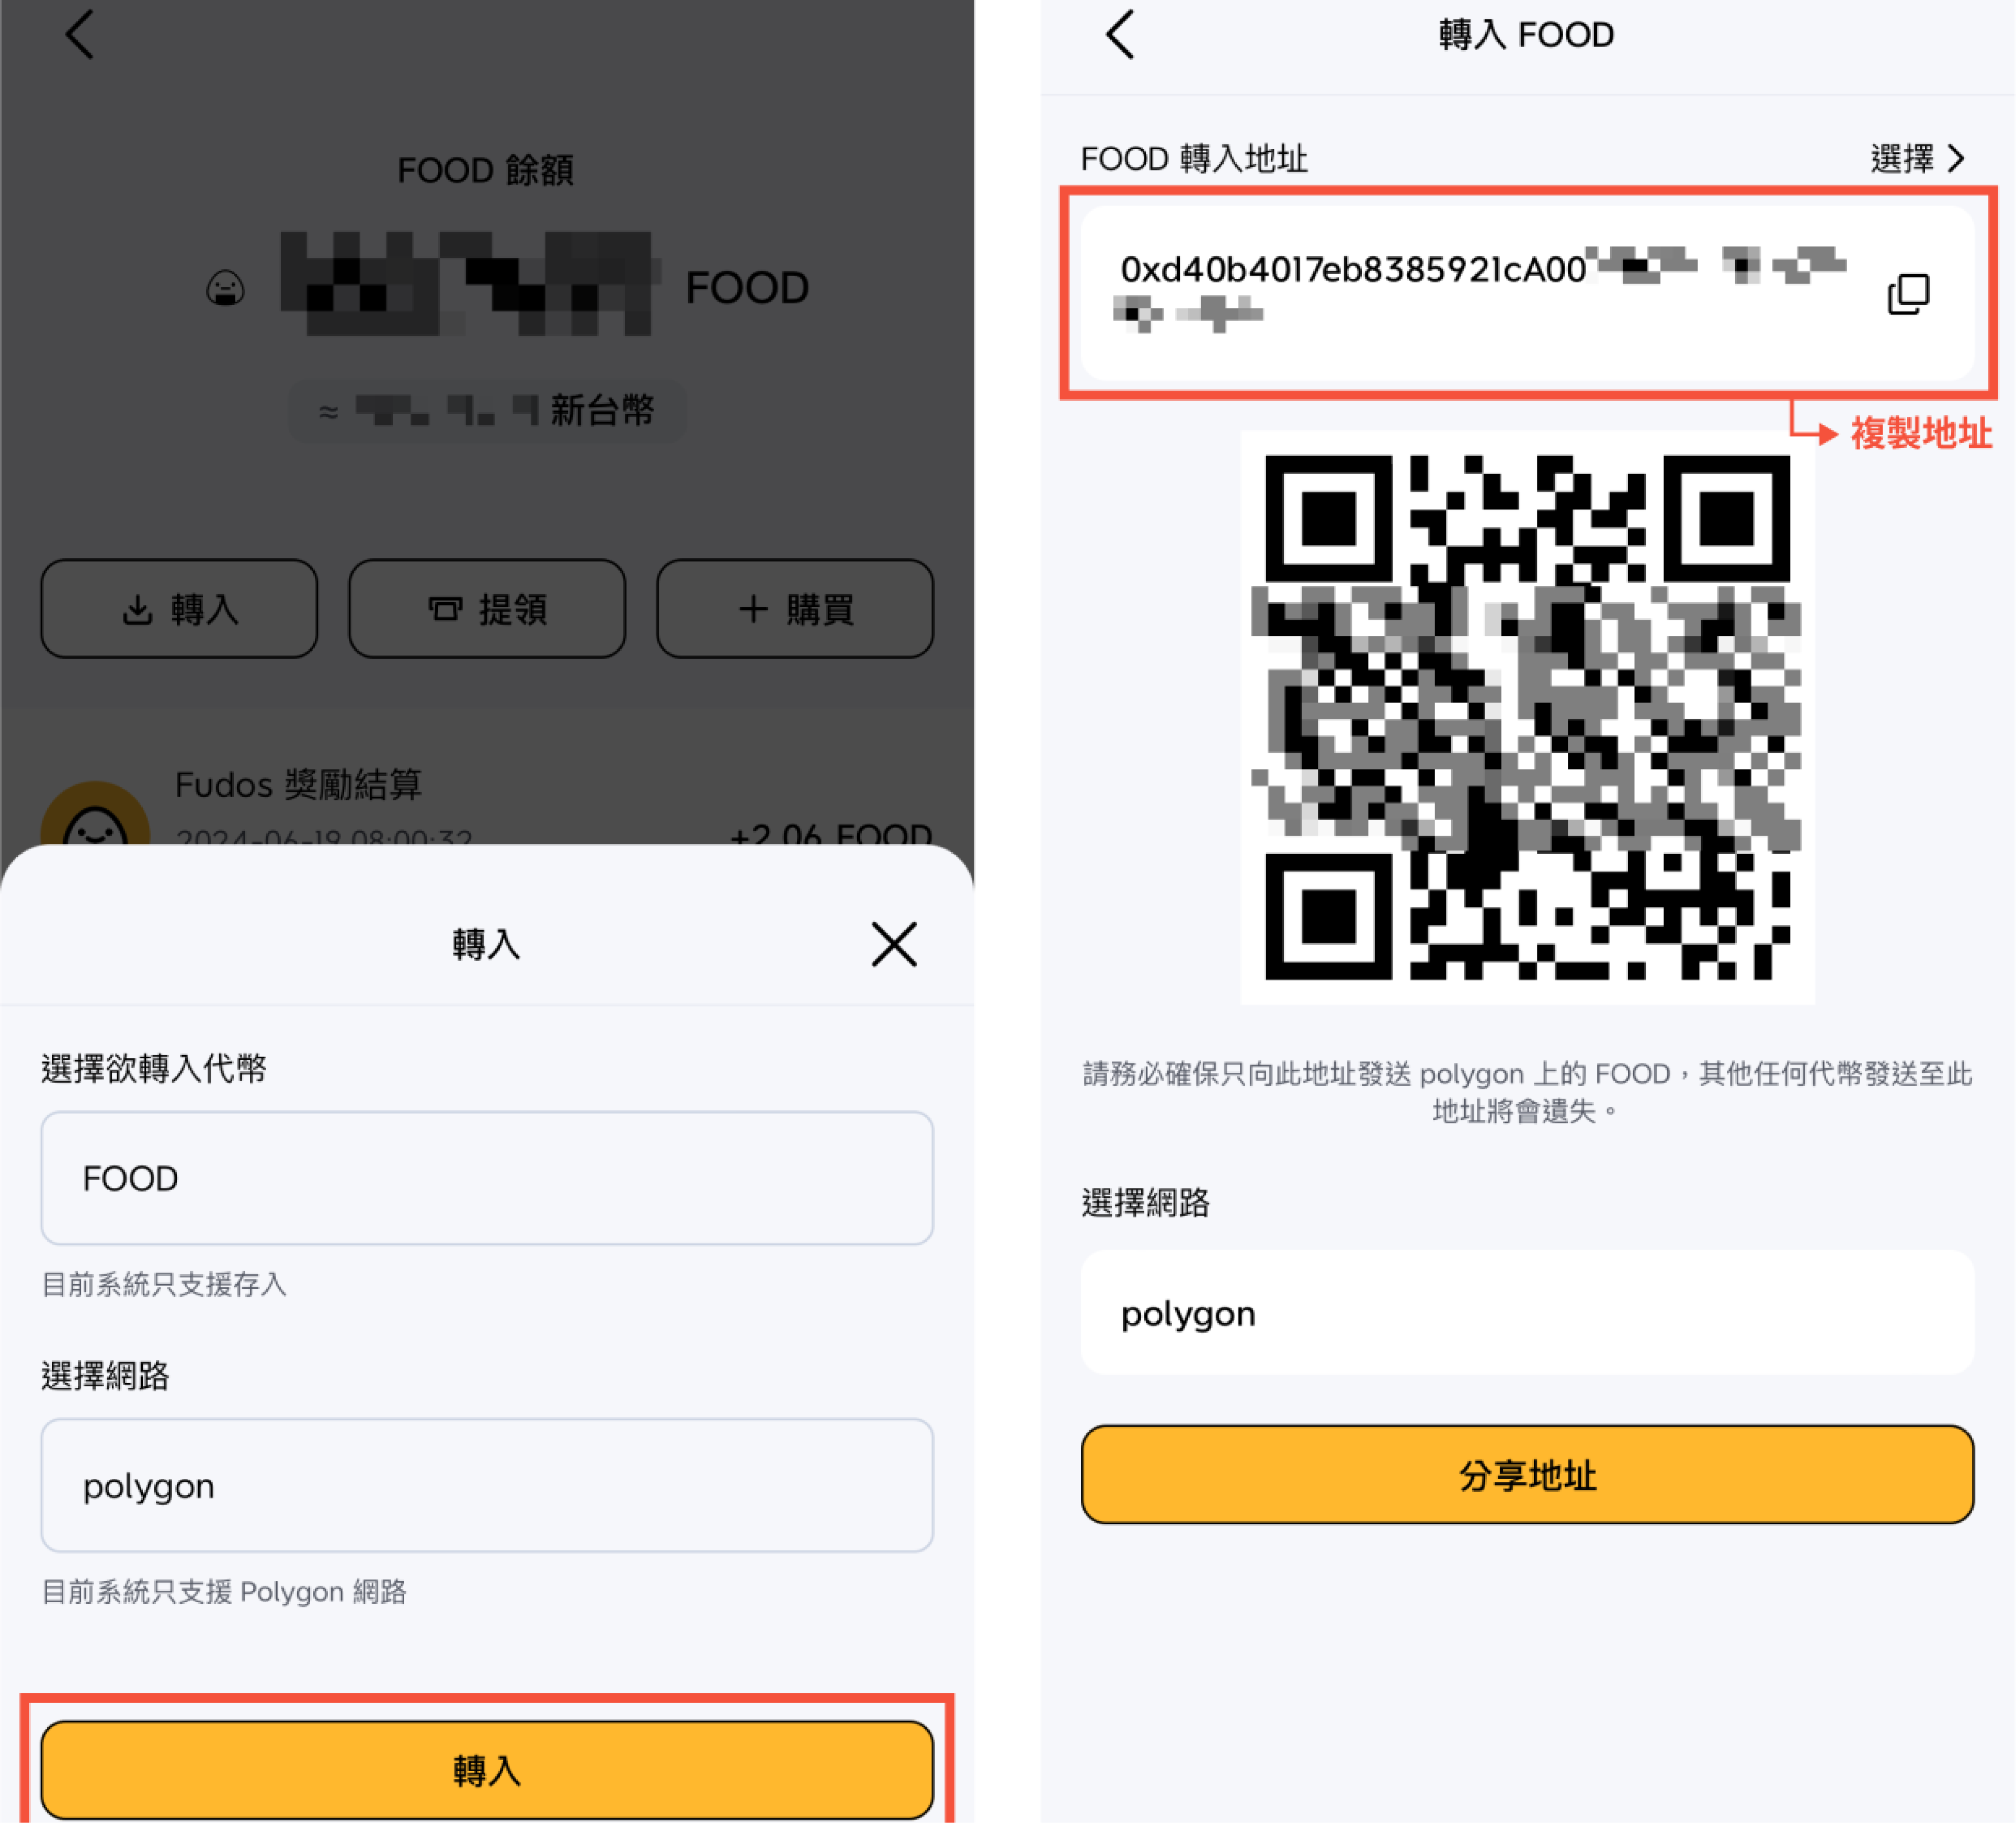 FOOD 餘額
FOOD
≈ 新台幣
轉入
提領
購買
Fudos 獎勵結算
2024-06-19 08:00:32
+2.06 FOOD
轉入
選擇欲轉入代幣
FOOD
目前系統只支援存入
選擇網路
polygon
目前系統只支援 Polygon 網路
轉入
轉入 FOOD
FOOD 轉入地址
選擇
0xd40b4017eb8385921cA00
複製地址
請務必確保只向此地址發送 polygon 上的 FOOD，其他任何代幣發送至此
地址將會遺失。
選擇網路
polygon
分享地址